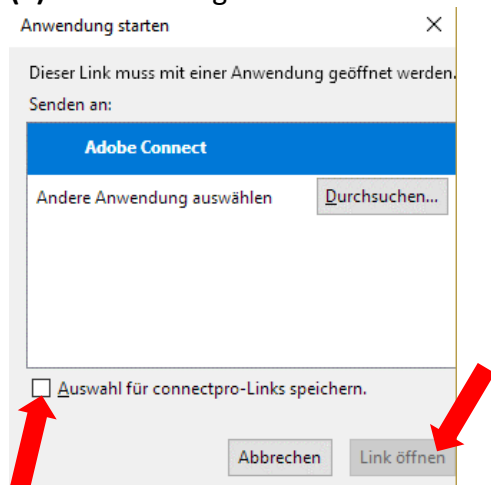 Anwendung starten
Dieser Link muss mit einer Anwendung geöffnet werden.
Senden an:
Adobe Connect
Andere Anwendung auswählen
Durchsuchen...
Auswahl für connectpro-Links speichern.
Abbrechen
Link öffnen